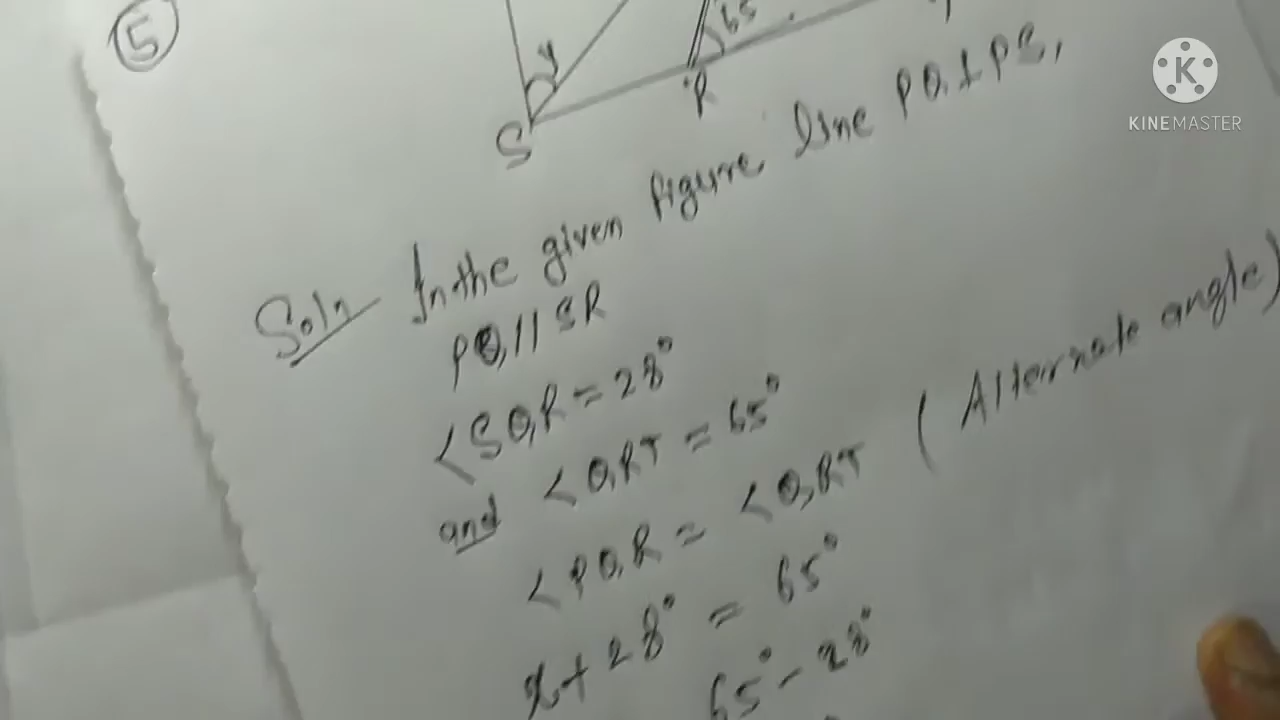 5
y
65
S
R
K
KINEMASTER
Soln In the given figure line PQ ⊥ PS,
PQ || SR
<SQR = 28°
and <QRT = 65°
<PQR = <QRT (Alternate angle)
x + 28° = 65°
65° - 28°